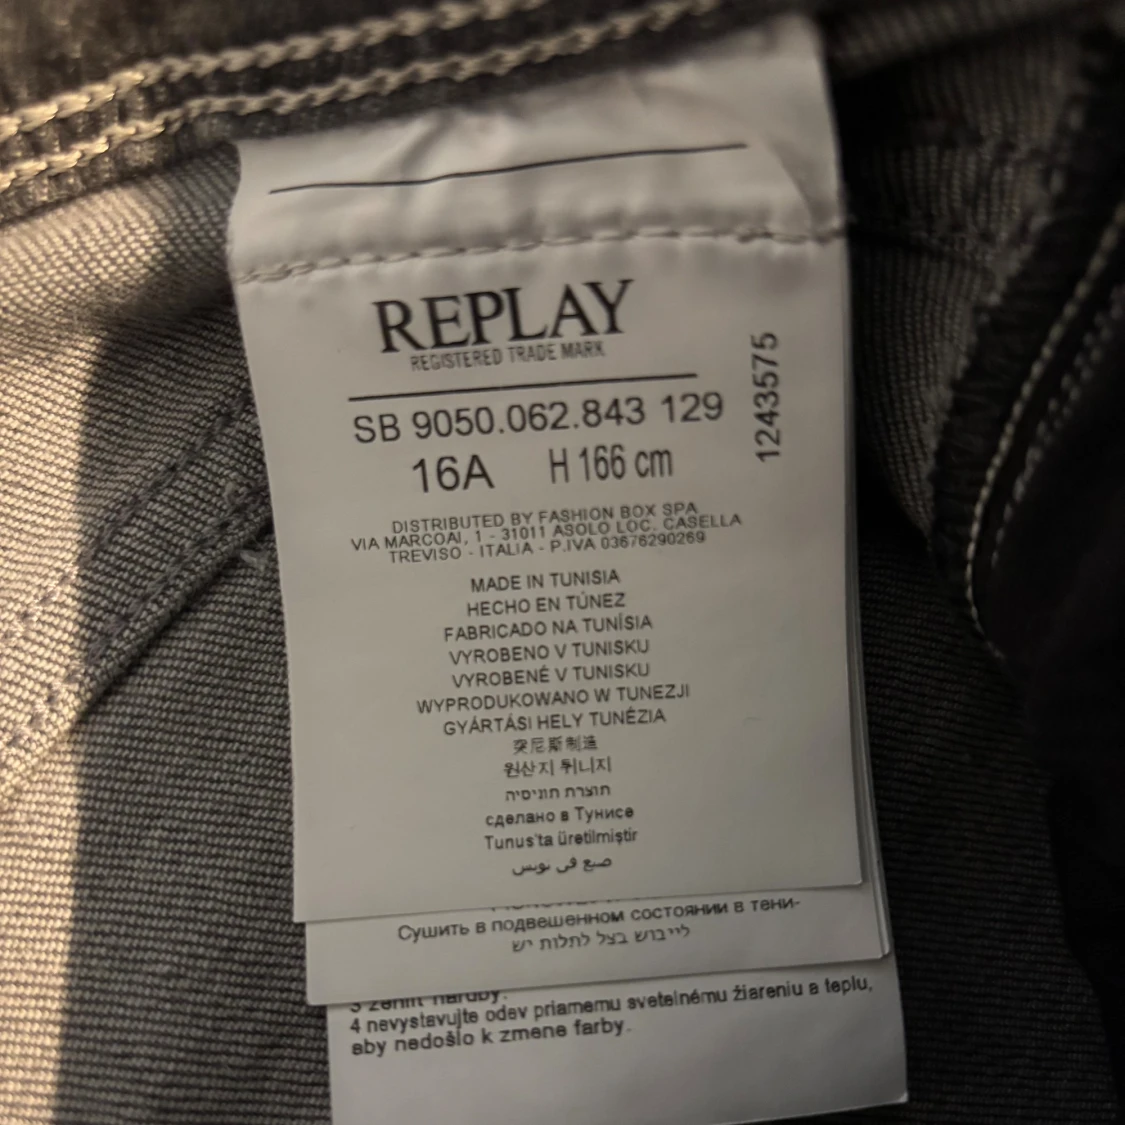 REPLAY
REGISTERED TRADE MARK
SB 9050.062.843 129
16A H 166 cm
1243575
DISTRIBUTED BY FASHION BOX SPA
VIA MARCOAI, 1 - 31011 ASOLO LOC. CASELLA
TREVISO - ITALIA - P.IVA 03676290269
MADE IN TUNISIA
HECHO EN TÚNEZ
FABRICADO NA TUNÍSIA
VYROBENO V TUNISKU
VYROBENÉ V TUNISKU
WYPRODUKOWANO W TUNEZJI
GYÁRTÁSI HELY TUNÉZIA
突尼斯制造
원산지 튀니지
תוצרת תוניסיה
сделано в Тунисе
Tunus'ta üretilmiştir
صنع في تونس
Сушить в подвешенном состоянии в тени-
לייבוש בצל לתלות יש
3 žehliť naruby.
4 nevystavujte odev priamemu svetelnému žiareniu a teplu,
aby nedošlo k zmene farby.